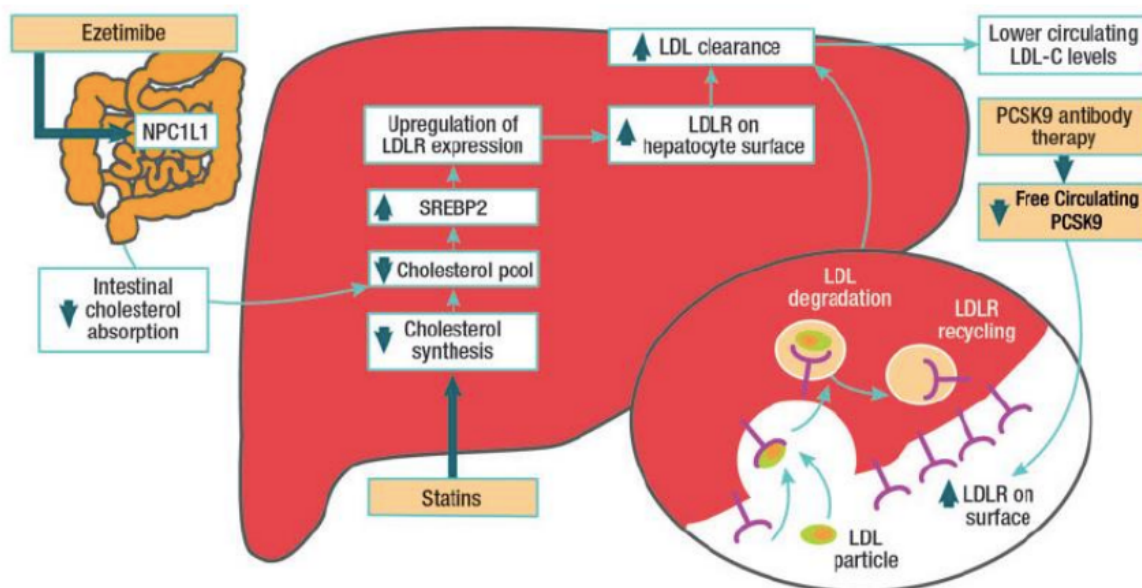 Ezetimibe
NPC1L1
Intestinal
cholesterol
absorption
Statins
Cholesterol
synthesis
Cholesterol pool
SREBP2
Upregulation of
LDLR expression
LDLR on
hepatocyte surface
LDL clearance
Lower circulating
LDL-C levels
PCSK9 antibody
therapy
Free Circulating
PCSK9
LDL
degradation
LDLR
recycling
LDLR on
surface
LDL
particle